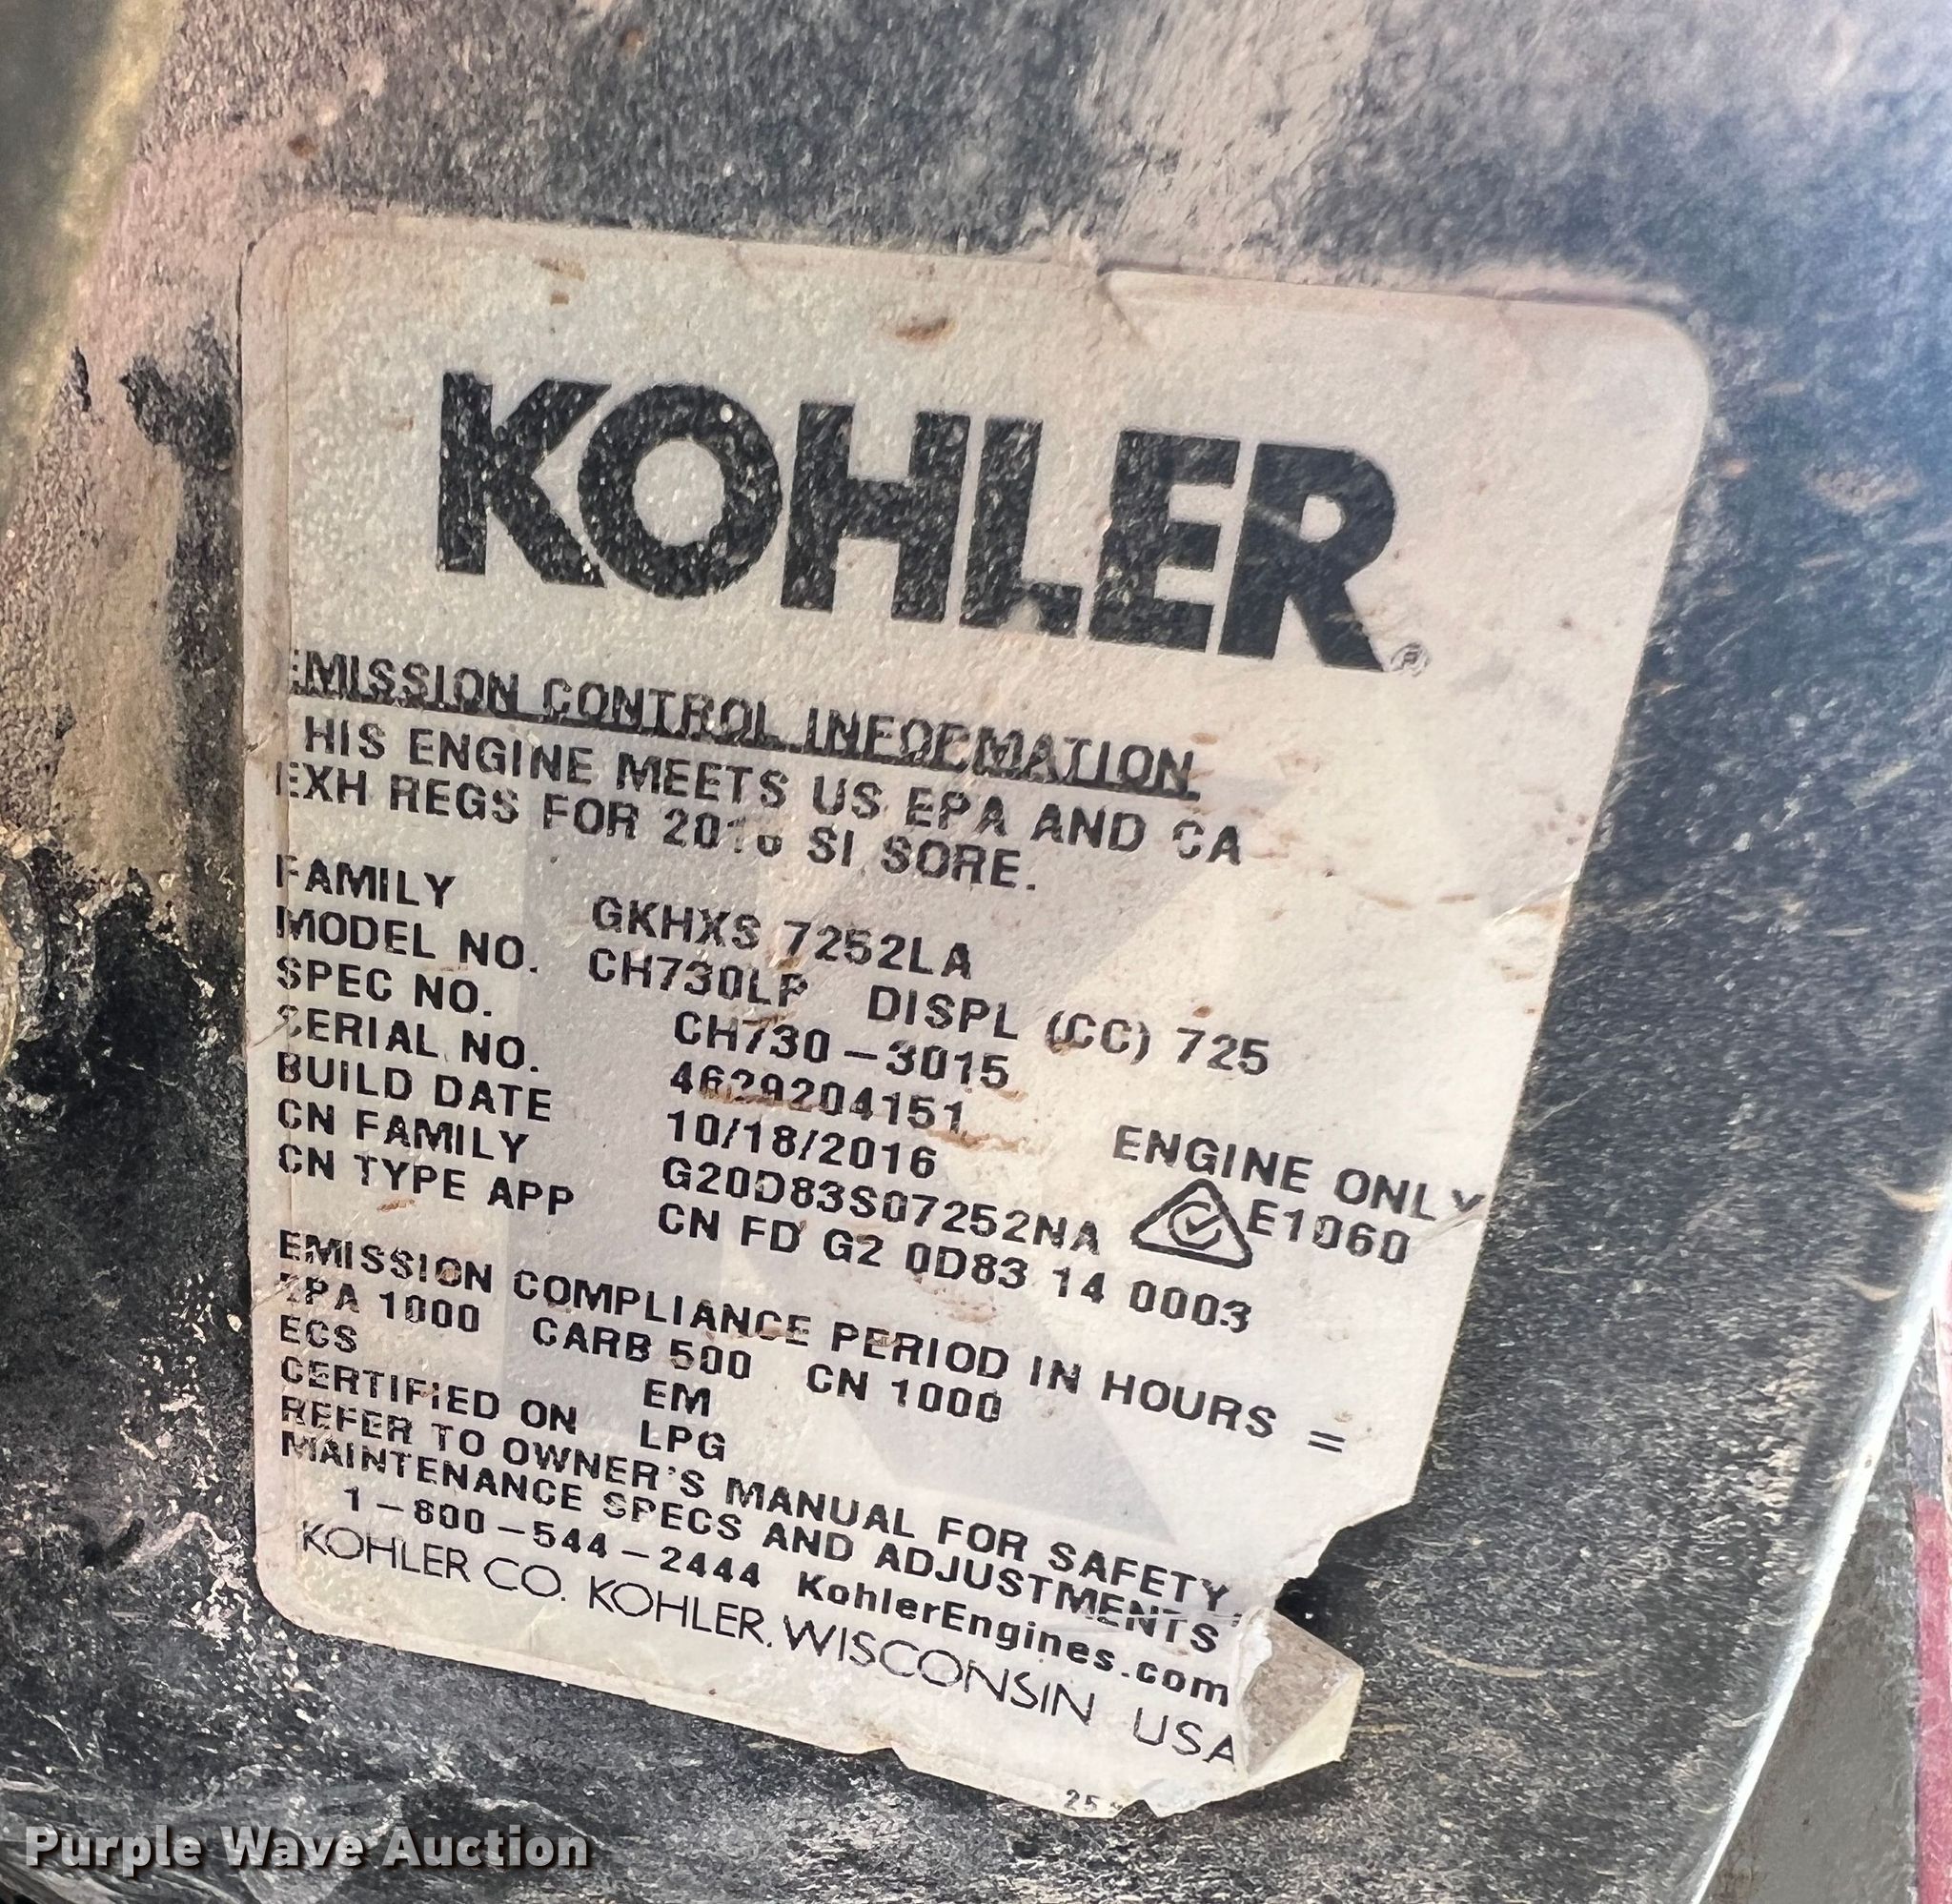 KOHLER®
EMISSION CONTROL INFORMATION
HIS ENGINE MEETS US EPA AND CA
EXH REGS FOR 2016 SI SORE.
FAMILY GKHXS 7252LA
MODEL NO. CH730LP DISPL (CC) 725
SPEC NO. CH730-3015
SERIAL NO. 4629204151
BUILD DATE 10/18/2016 ENGINE ONLY
CN FAMILY G20D83S07252NA E1060
CN TYPE APP CN FD G2 0D83 14 0003
EMISSION COMPLIANCE PERIOD IN HOURS =
EPA 1000 CARB 500 CN 1000
ECS EM
CERTIFIED ON LPG
REFER TO OWNER'S MANUAL FOR SAFETY,
MAINTENANCE SPECS AND ADJUSTMENTS
1-800-544-2444 KohlerEngines.com
KOHLER CO. KOHLER, WISCONSIN USA
Purple Wave Auction